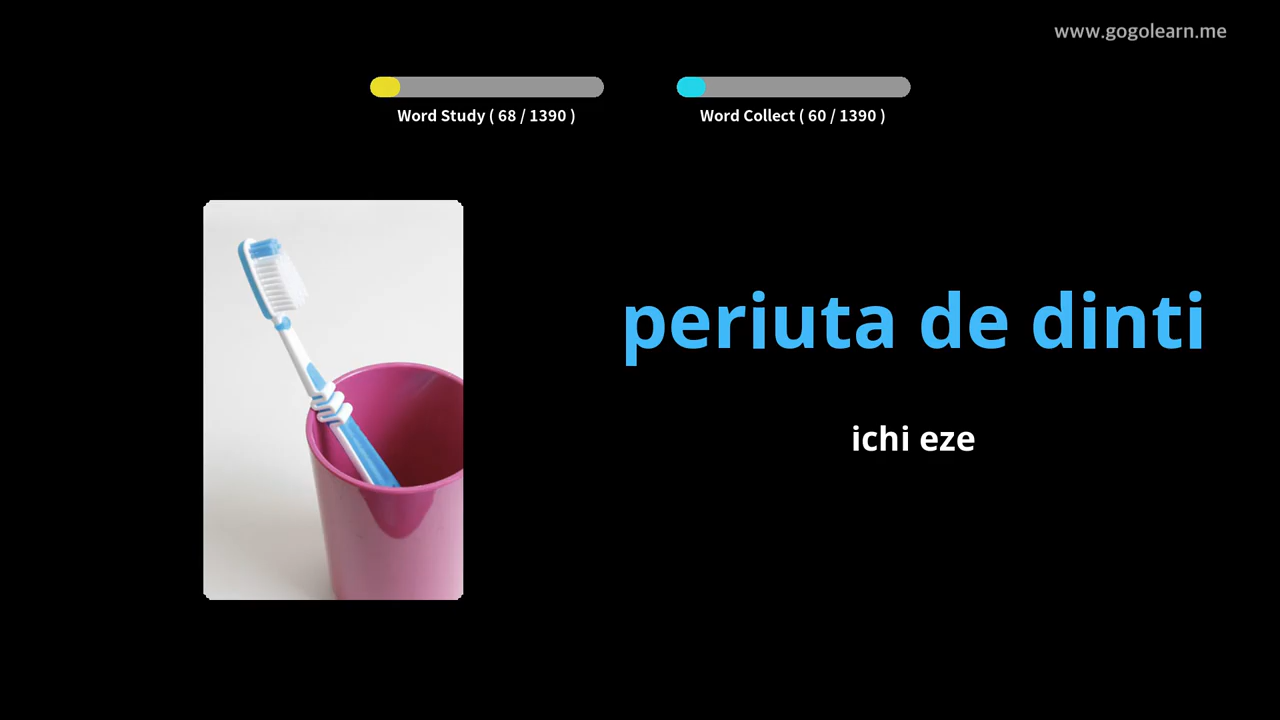 www.gogolearn.me
Word Study ( 68 / 1390 )
Word Collect ( 60 / 1390 )
periuta de dinti
ichi eze